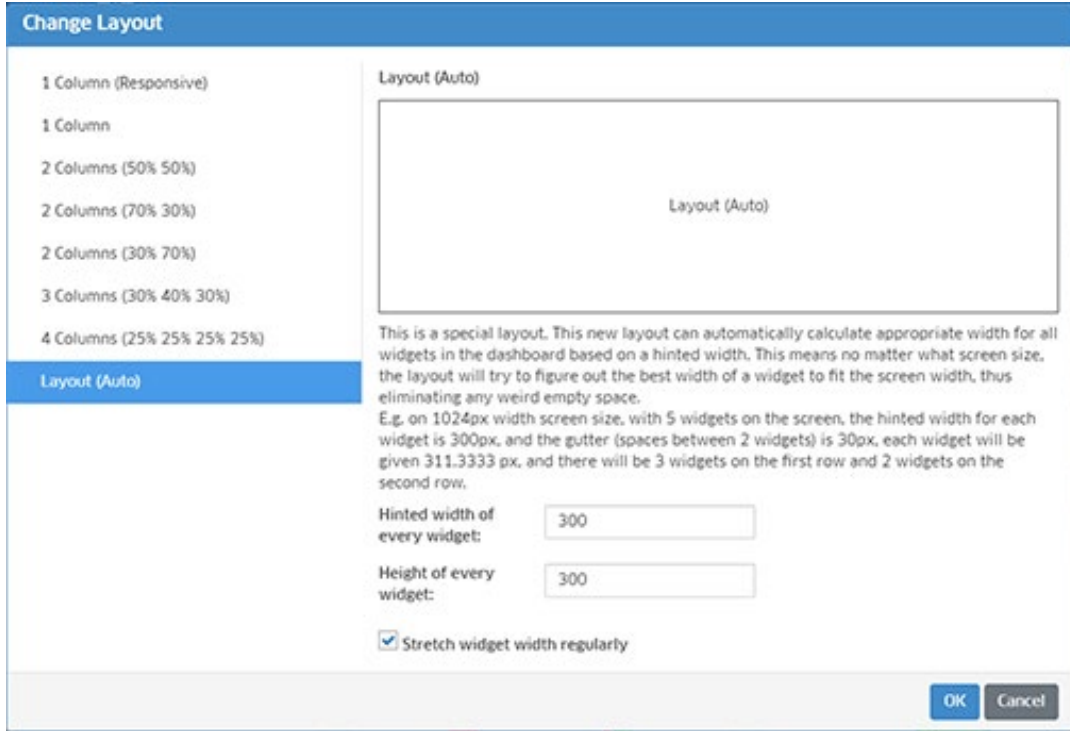 Change Layout
1 Column (Responsive)
1 Column
2 Columns (50% 50%)
2 Columns (70% 30%)
2 Columns (30% 70%)
3 Columns (30% 40% 30%)
4 Columns (25% 25% 25% 25%)
Layout (Auto)
Layout (Auto)
Layout (Auto)
This is a special layout. This new layout can automatically calculate appropriate width for all
widgets in the dashboard based on a hinted width. This means no matter what screen size,
the layout will try to figure out the best width of a widget to fit the screen width, thus
eliminating any weird empty space.
E.g. on 1024px width screen size, with 5 widgets on the screen, the hinted width for each
widget is 300px, and the gutter (spaces between 2 widgets) is 30px, each widget will be
given 311.3333 px, and there will be 3 widgets on the first row and 2 widgets on the
second row.
Hinted width of
every widget:
300
Height of every
widget:
300
Stretch widget width regularly
OK
Cancel